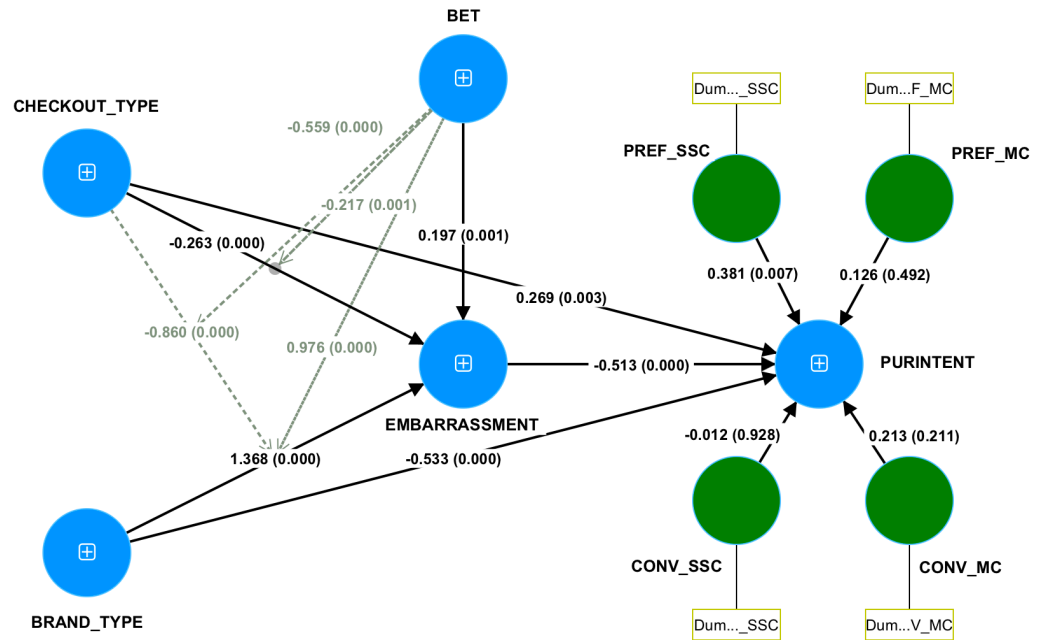 BET
CHECKOUT_TYPE
Dum..._SSC
Dum...F_MC
-0.559 (0.000)
PREF_SSC
PREF_MC
-0.217 (0.001)
0.197 (0.001)
-0.263 (0.000)
0.381 (0.007)
0.126 (0.492)
0.269 (0.003)
-0.860 (0.000)
0.976 (0.000)
-0.513 (0.000)
PURINTENT
EMBARRASSMENT
-0.012 (0.928)
0.213 (0.211)
1.368 (0.000)
-0.533 (0.000)
CONV_SSC
CONV_MC
BRAND_TYPE
Dum..._SSC
Dum...V_MC